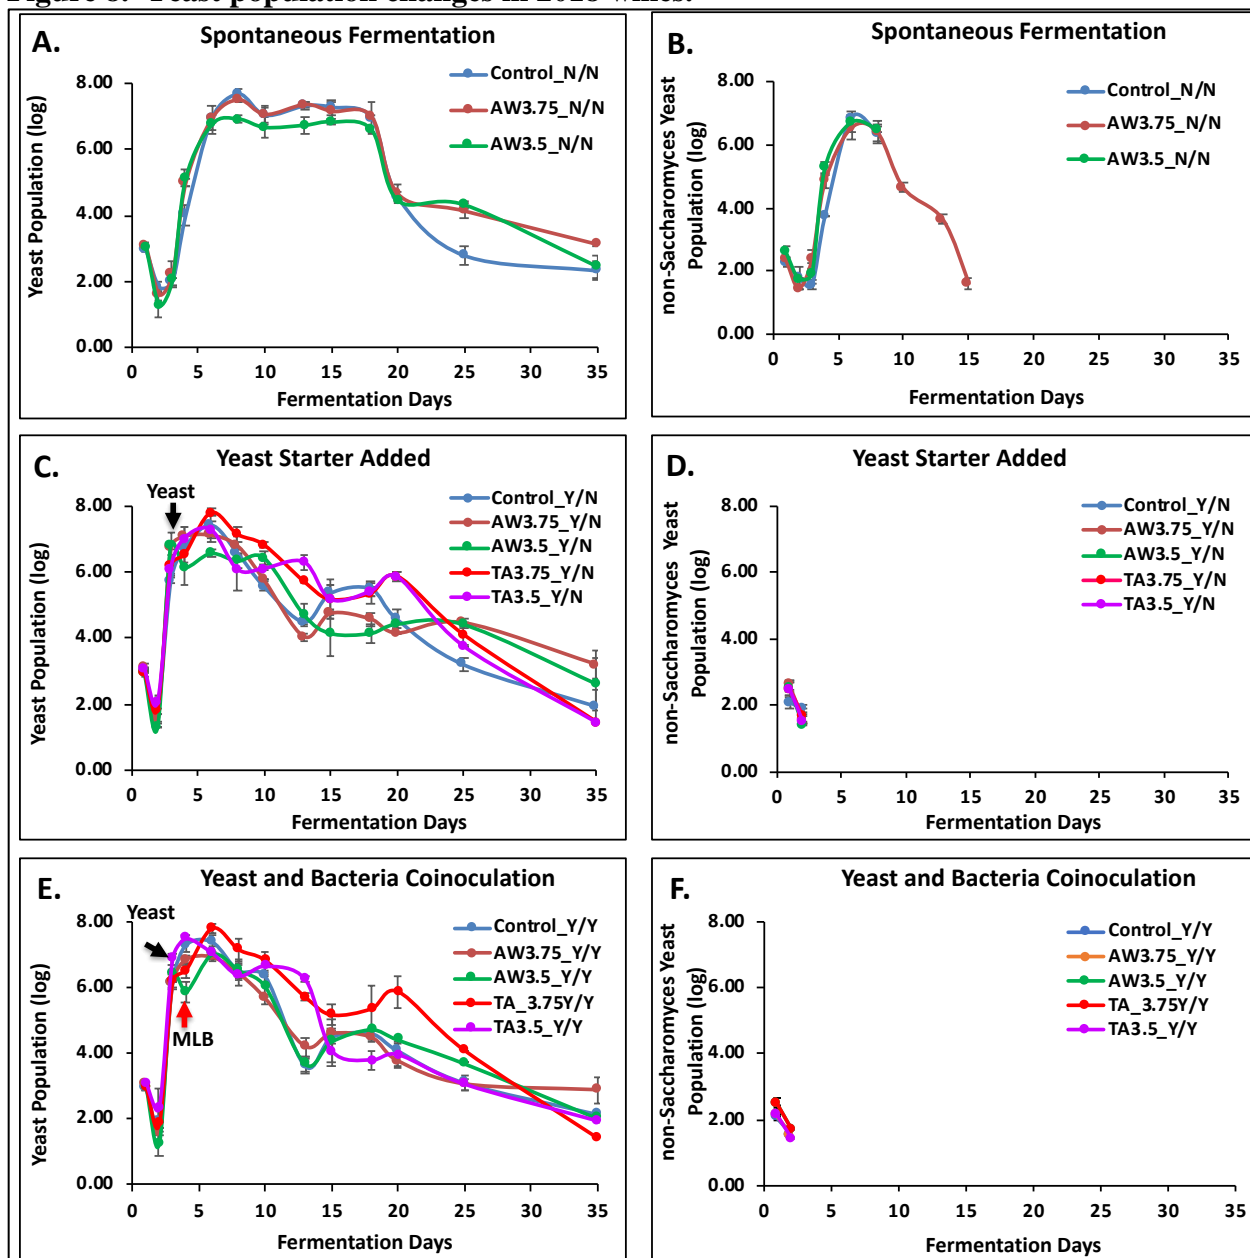 Figure 8. Yeast population changes in 2018 wines.
A.
Spontaneous Fermentation
Control_N/N
AW3.75_N/N
AW3.5_N/N
Yeast Population (log)
8.00
6.00
4.00
2.00
0.00
0 5 10 15 20 25 30 35
Fermentation Days
B.
Spontaneous Fermentation
Control_N/N
AW3.75_N/N
AW3.5_N/N
non-Saccharomyces Yeast
Population (log)
8.00
6.00
4.00
2.00
0.00
0 5 10 15 20 25 30 35
Fermentation Days
C.
Yeast Starter Added
Yeast
Control_Y/N
AW3.75_Y/N
AW3.5_Y/N
TA3.75_Y/N
TA3.5_Y/N
Yeast Population (log)
8.00
6.00
4.00
2.00
0.00
0 5 10 15 20 25 30 35
Fermentation Days
D.
Yeast Starter Added
Control_Y/N
AW3.75_Y/N
AW3.5_Y/N
TA3.75_Y/N
TA3.5_Y/N
non-Saccharomyces Yeast
Population (log)
8.00
6.00
4.00
2.00
0.00
0 5 10 15 20 25 30 35
Fermentation Days
E.
Yeast and Bacteria Coinoculation
Yeast
MLB
Control_Y/Y
AW3.75_Y/Y
AW3.5_Y/Y
TA_3.75Y/Y
TA3.5_Y/Y
Yeast Population (log)
8.00
6.00
4.00
2.00
0.00
0 5 10 15 20 25 30 35
Fermentation Days
F.
Yeast and Bacteria Coinoculation
Control_Y/Y
AW3.75_Y/Y
AW3.5_Y/Y
TA_3.75Y/Y
TA3.5_Y/Y
non-Saccharomyces Yeast
Population (log)
8.00
6.00
4.00
2.00
0.00
0 5 10 15 20 25 30 35
Fermentation Days